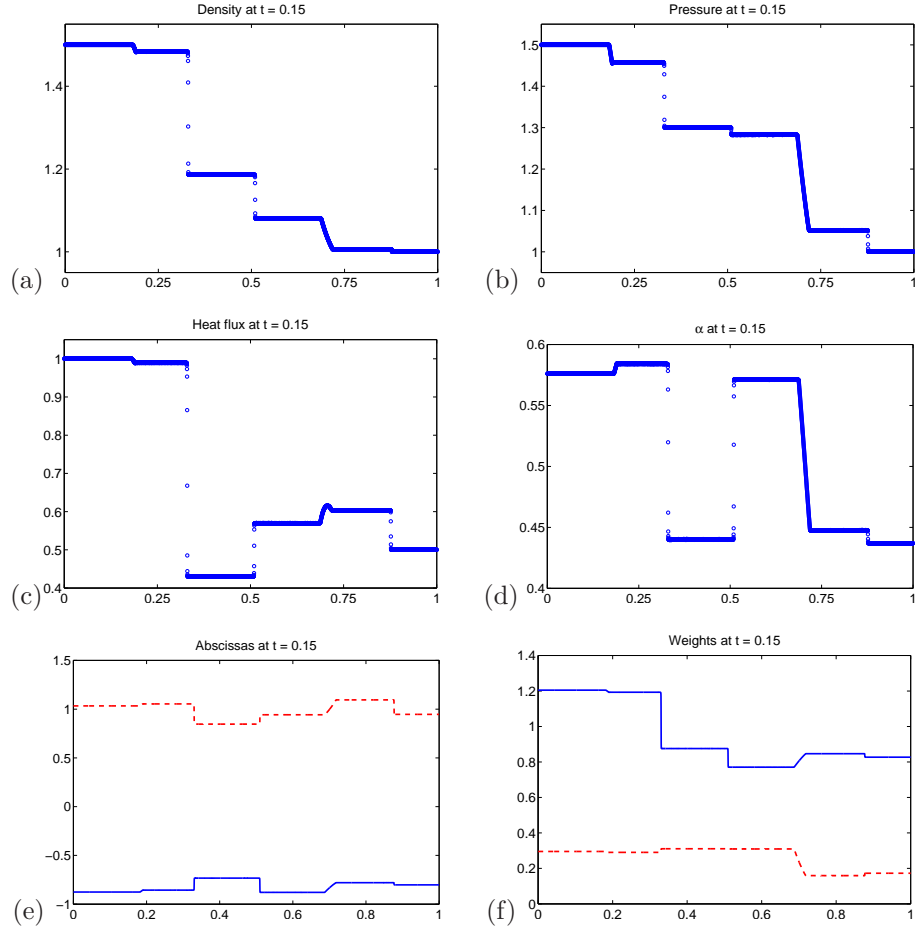 Density at t = 0.15
1.4
1.2
1
0 0.25 0.5 0.75 1
(a)
Pressure at t = 0.15
1.5
1.4
1.3
1.2
1.1
1
0 0.25 0.5 0.75 1
(b)
Heat flux at t = 0.15
1
0.9
0.8
0.7
0.6
0.5
0.4
0 0.25 0.5 0.75 1
(c)
α at t = 0.15
0.6
0.55
0.5
0.45
0.4
0 0.25 0.5 0.75 1
(d)
Abscissas at t = 0.15
1.5
1
0.5
0
−0.5
−1
0 0.2 0.4 0.6 0.8 1
(e)
Weights at t = 0.15
1.4
1.2
1
0.8
0.6
0.4
0.2
0
0 0.2 0.4 0.6 0.8 1
(f)